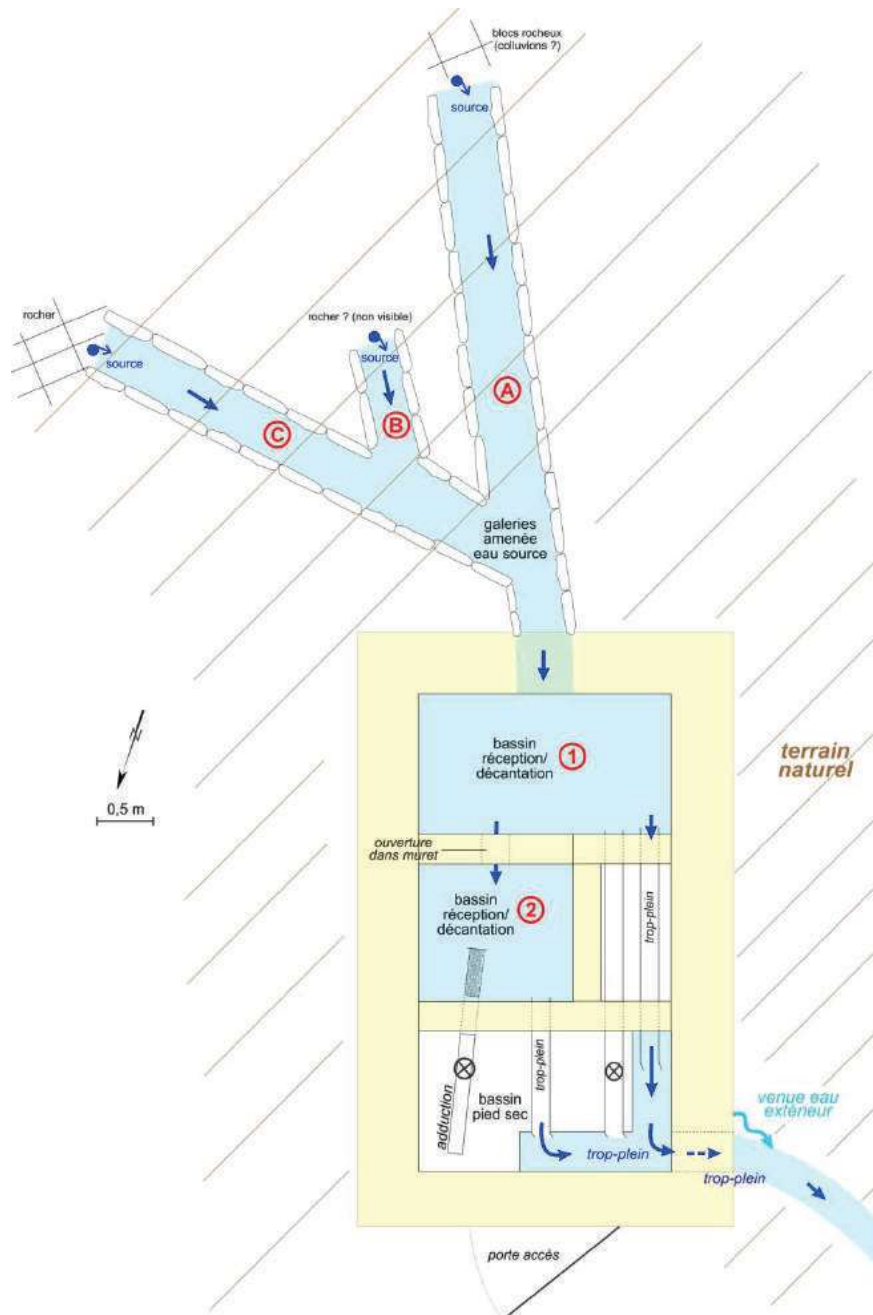 blocs rocheux
(colluvions ?)
source
rocher
rocher ? (non visible)
source
source
A
B
C
galeries
amenée
eau source
N
0,5 m
terrain
naturel
bassin
réception/
décantation
1
ouverture
dans muret
bassin
réception/
décantation
2
trop-plein
adduction
trop-plein
bassin
pied sec
venue eau
extérieur
trop-plein
trop-plein
porte accès